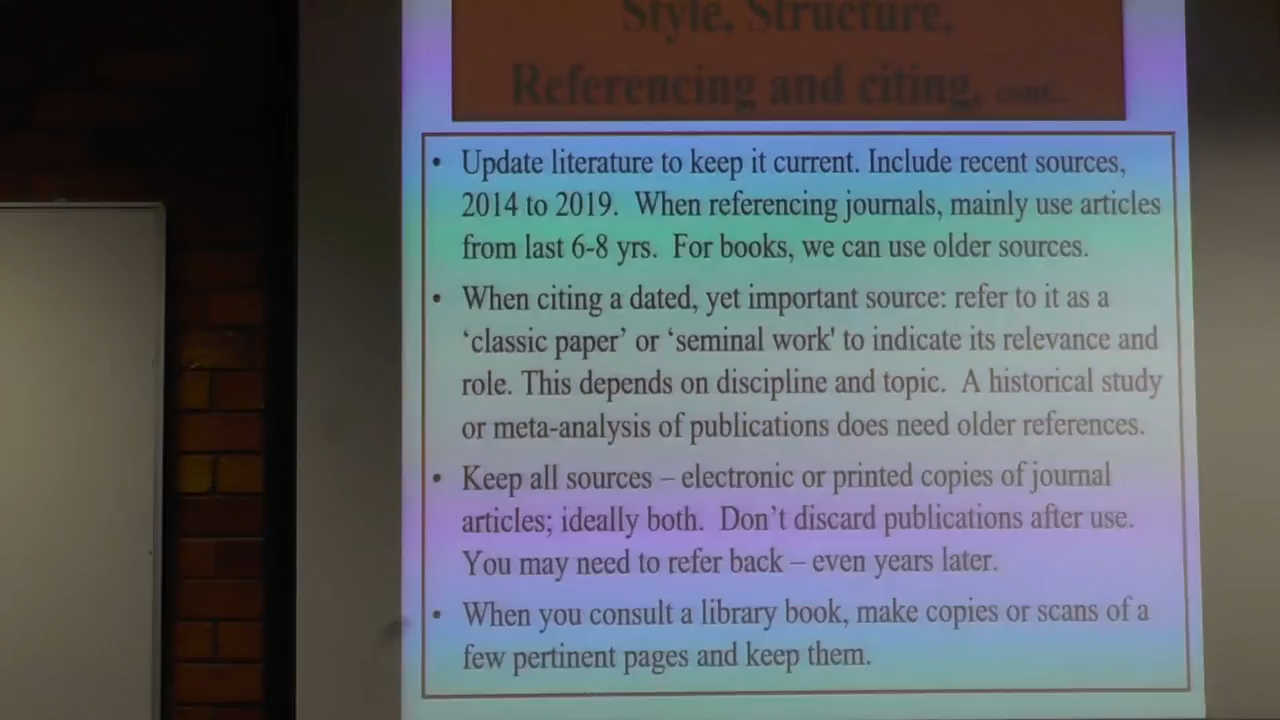 Style, Structure,
Referencing and citing, cont..
• Update literature to keep it current. Include recent sources,
2014 to 2019. When referencing journals, mainly use articles
from last 6-8 yrs. For books, we can use older sources.
• When citing a dated, yet important source: refer to it as a
‘classic paper’ or ‘seminal work' to indicate its relevance and
role. This depends on discipline and topic. A historical study
or meta-analysis of publications does need older references.
• Keep all sources – electronic or printed copies of journal
articles; ideally both. Don’t discard publications after use.
You may need to refer back – even years later.
• When you consult a library book, make copies or scans of a
few pertinent pages and keep them.